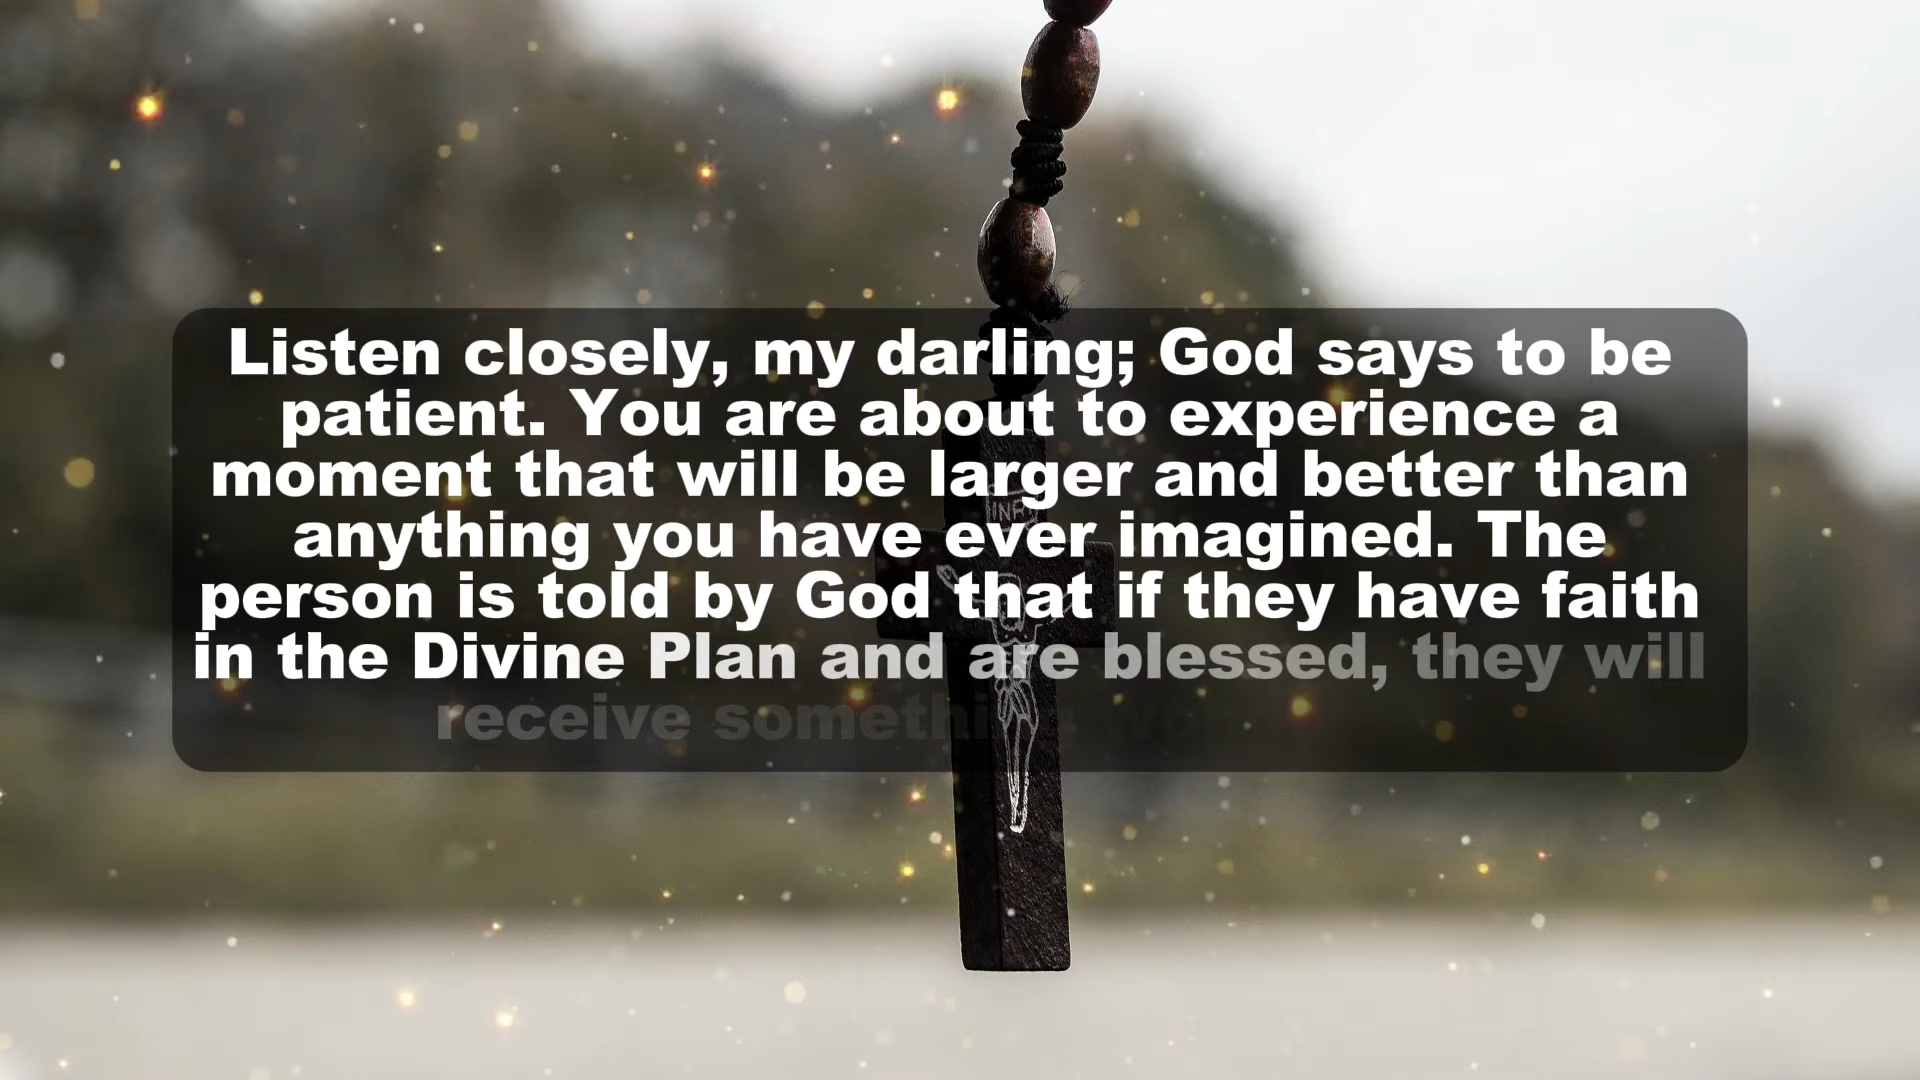 Listen closely, my darling; God says to be
patient. You are about to experience a
moment that will be larger and better than
anything you have ever imagined. The
person is told by God that if they have faith
in the Divine Plan and are blessed, they will
receive something
INRI